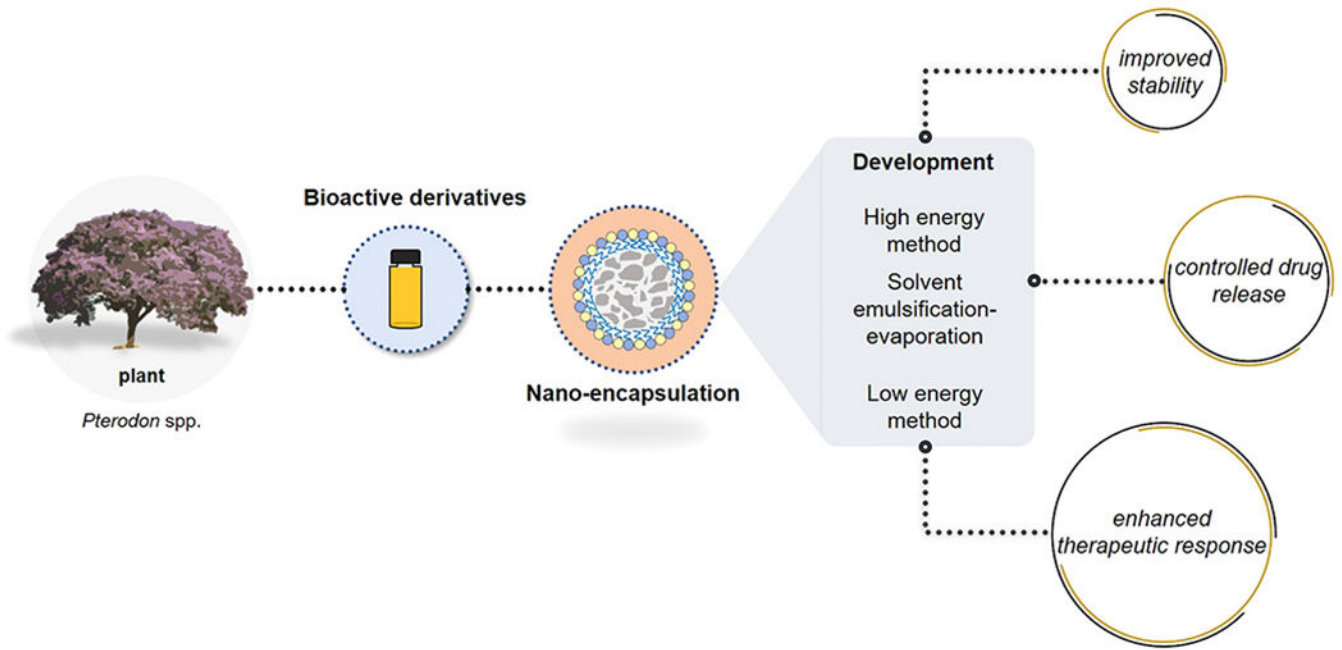 plant
Pterodon spp.
Bioactive derivatives
Nano-encapsulation
Development
High energy
method
Solvent
emulsification-
evaporation
Low energy
method
improved
stability
controlled drug
release
enhanced
therapeutic response